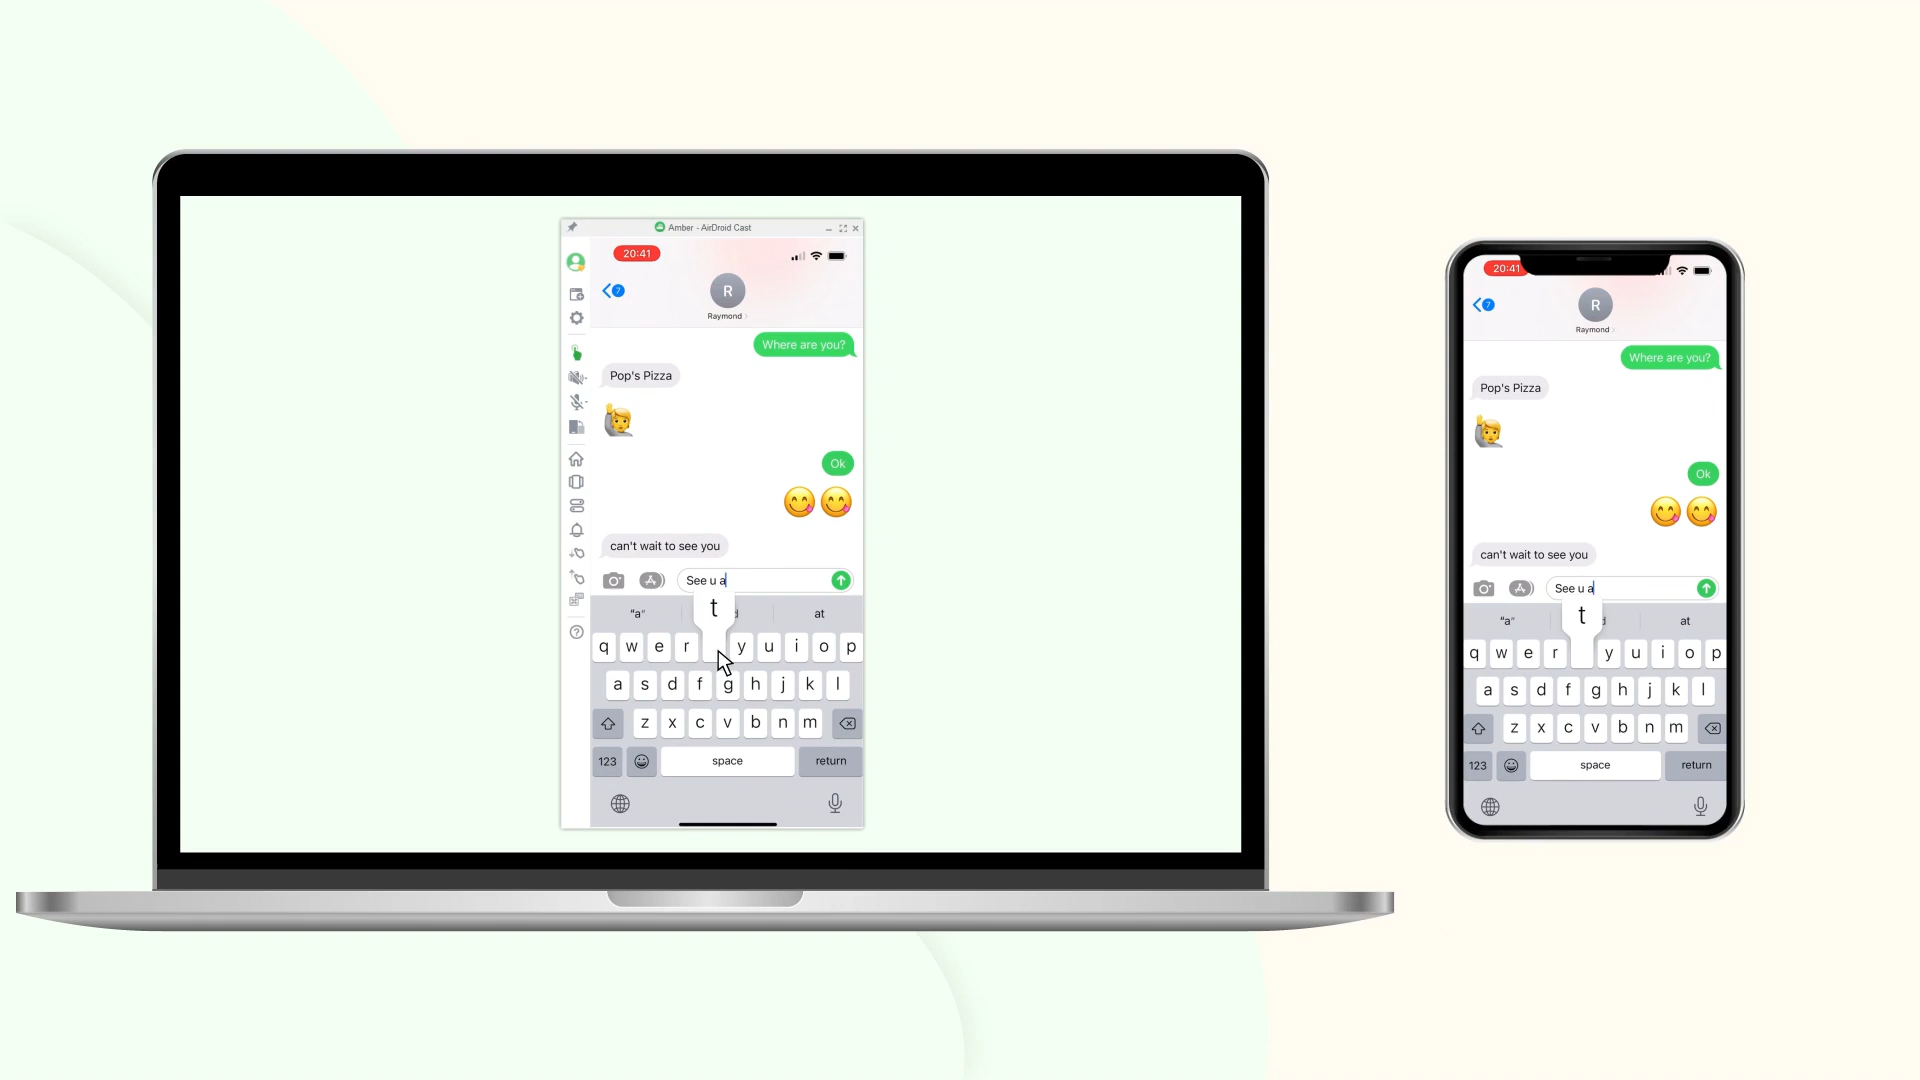 Amber - AirDroid Cast
20:41
7
R
Raymond
Where are you?
Pop's Pizza
Ok
can't wait to see you
See u a
"a"
t
at
q w e r y u i o p
a s d f g h j k l
z x c v b n m
123
space
return
20:41
7
R
Raymond
Where are you?
Pop's Pizza
Ok
can't wait to see you
See u a
"a"
t
at
q w e r y u i o p
a s d f g h j k l
z x c v b n m
123
space
return